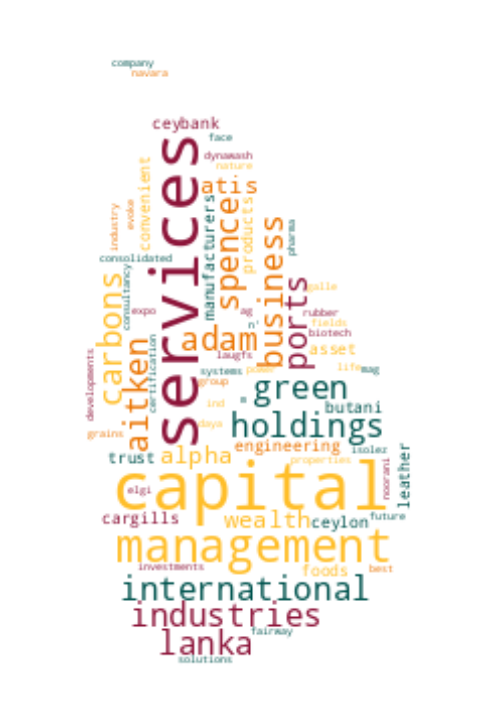 company
navara
ceybank
face
dynawash
nature
atis
services
convenient
industry
evoke
manufacturers
spence
products
business
pharma
consolidated
consultancy
carbons
ports
galle
expo
ag
n'
rubber
fields
biotech
adam
aitken
certification
laugfs
asset
developments
systems
power
life
mag
group
green
ind
butani
holdings
daya
grains
engineering
isolez
trust
alpha
properties
noorani
leather
capital
elgi
cargills
wealth
ceylon
future
management
investments
foods
best
international
industries
fairway
lanka
solutions